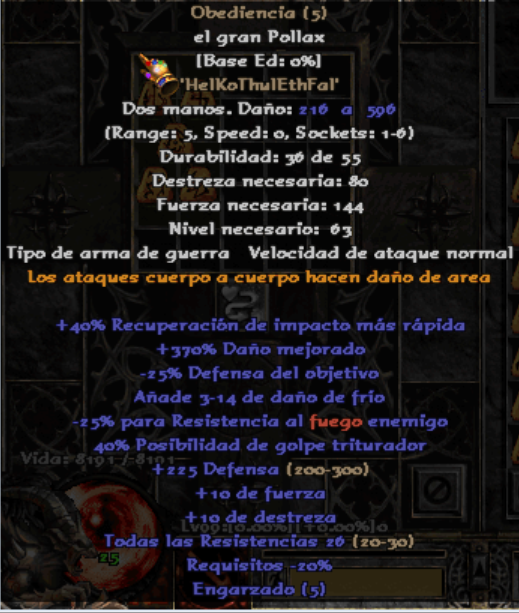 Obediencia (5)
el gran Pollax
[Base Ed: 0%]
'HelKoThulEthFal'
Dos manos. Daño: 216 a 596
(Range: 5, Speed: 0, Sockets: 1-6)
Durabilidad: 36 de 55
Destreza necesaria: 80
Fuerza necesaria: 144
Nivel necesario: 63
Tipo de arma de guerra Velocidad de ataque normal
Los ataques cuerpo a cuerpo hacen daño de area
+40% Recuperación de impacto más rápida
+370% Daño mejorado
-25% Defensa del objetivo
Añade 3-14 de daño de frío
-25% para Resistencia al fuego enemigo
40% Posibilidad de golpe triturador
Vida: 8191 / 8191
+225 Defensa (200-300)
+10 de fuerza
+10 de destreza
Todas las Resistencias 26 (20-30)
25
Requisitos -20%
Engarzado (5)